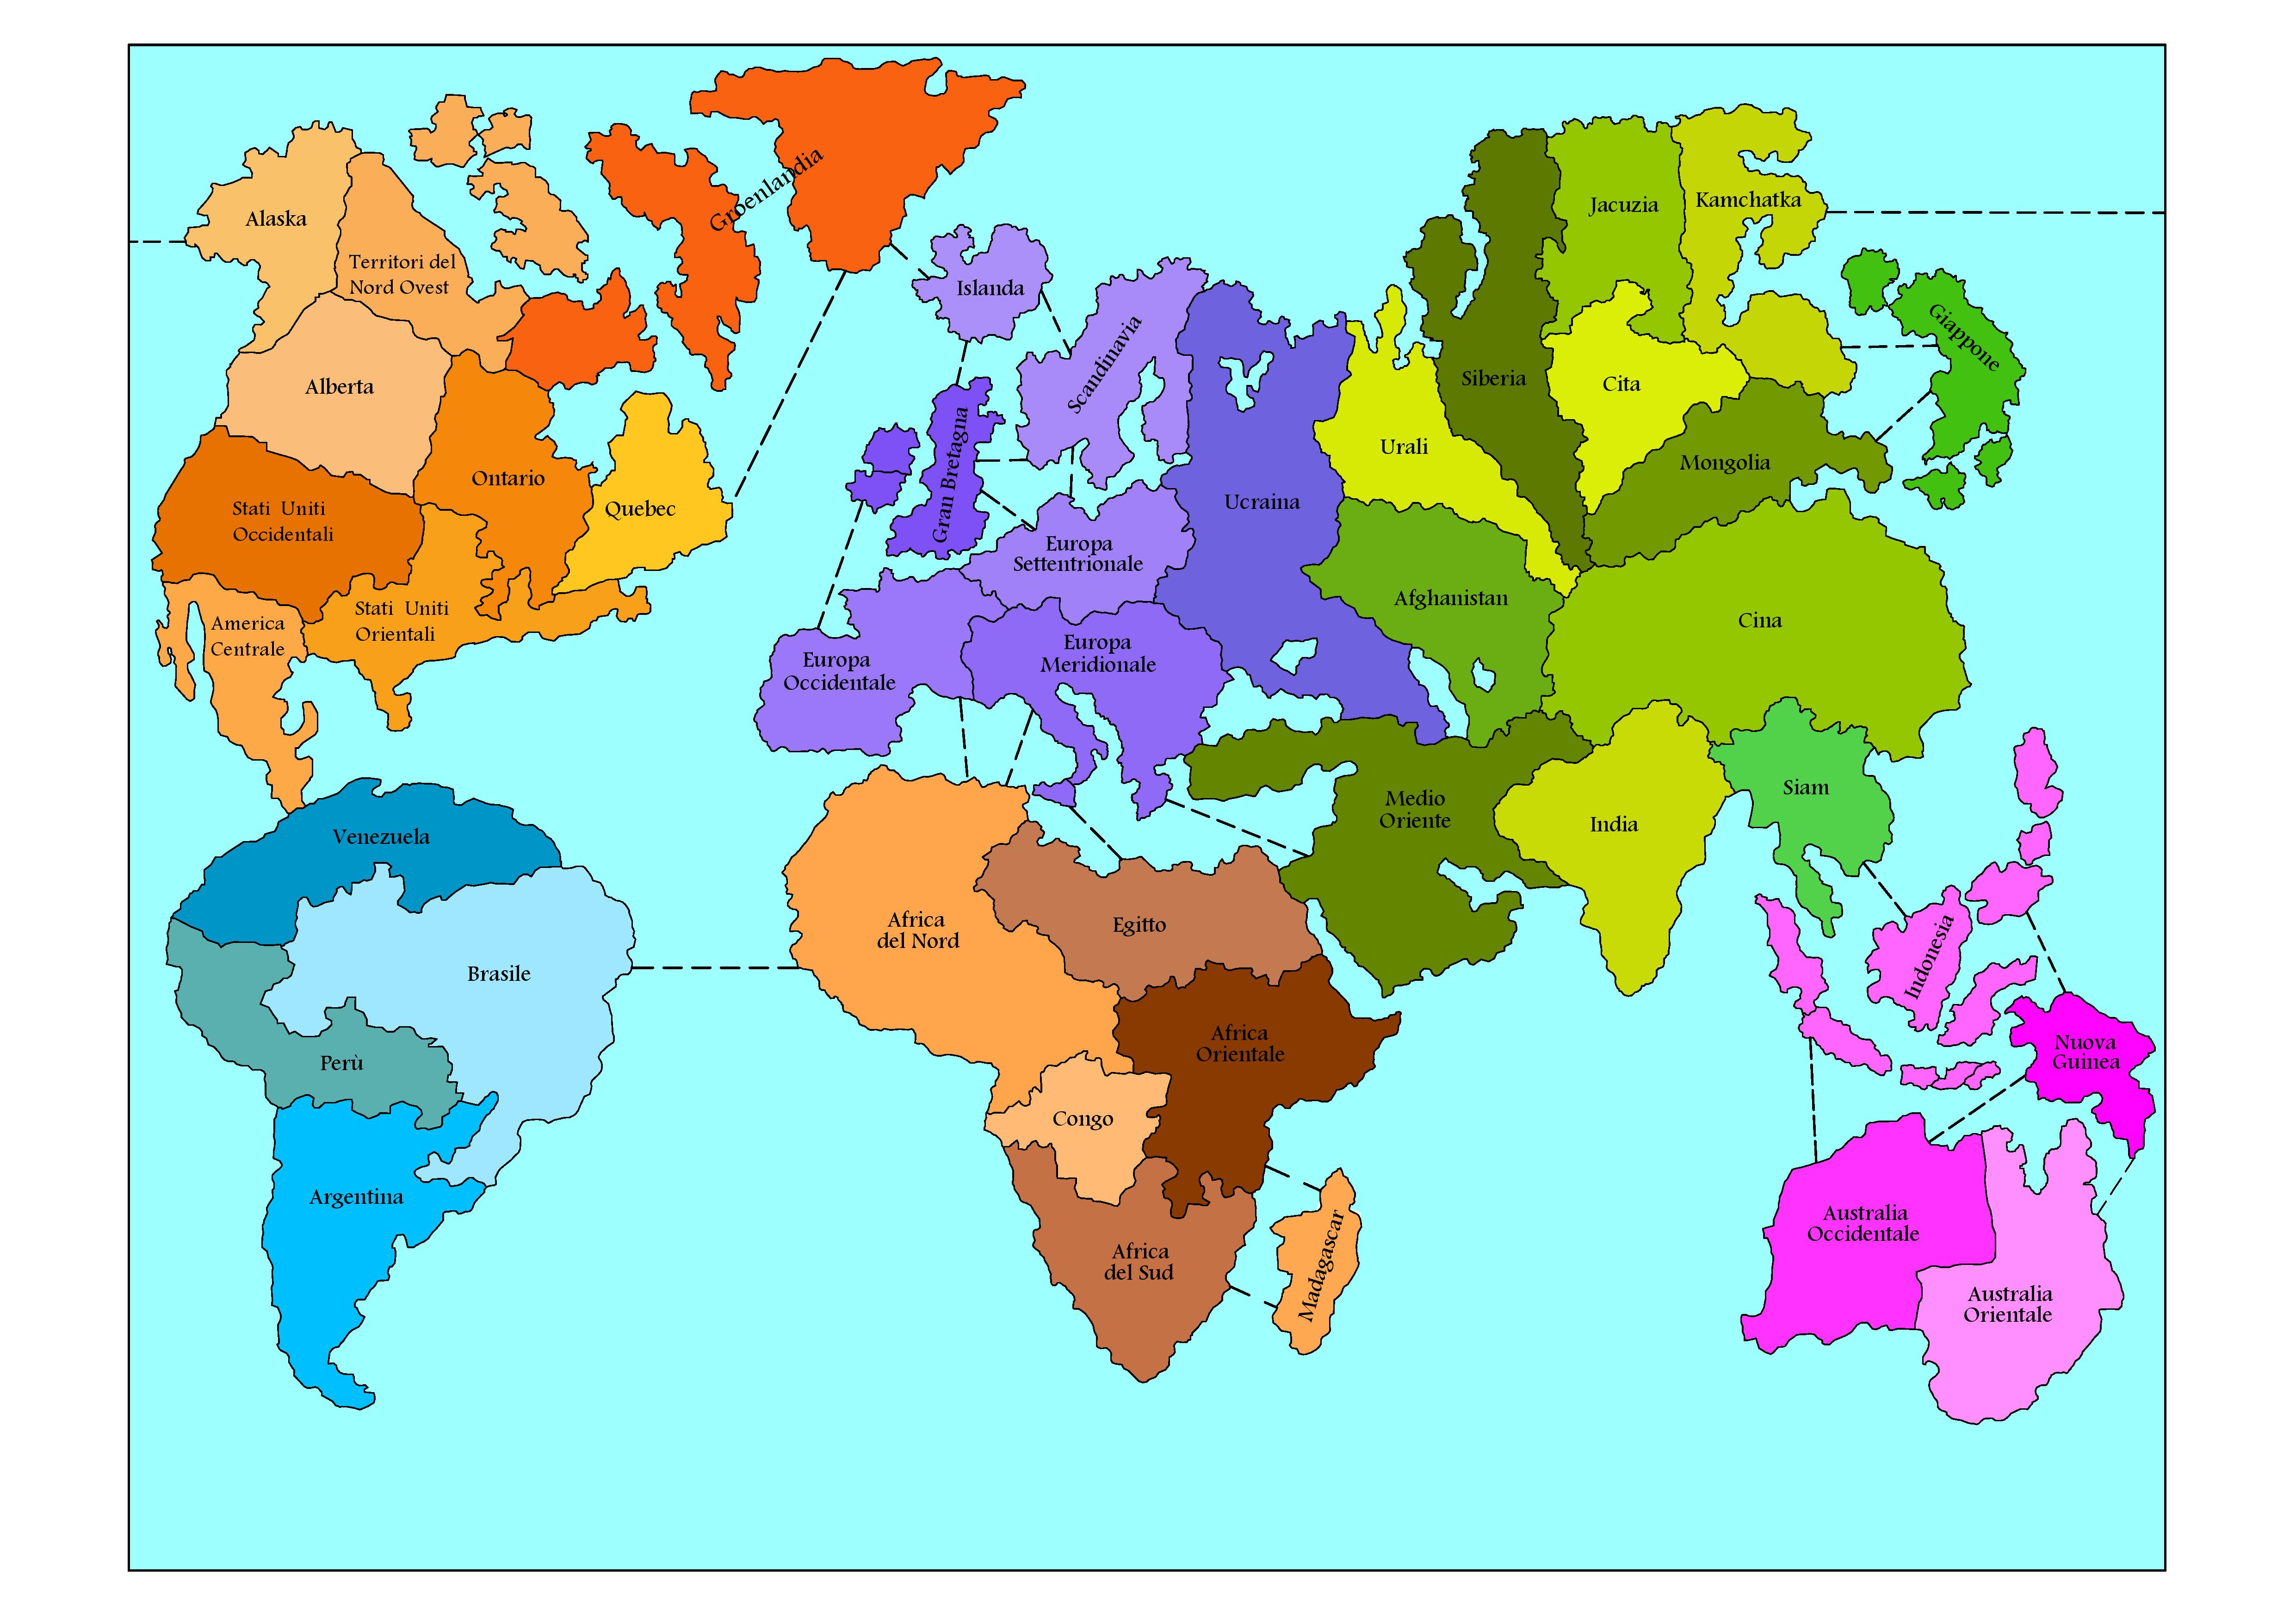 Groenlandia
Alaska
Territori del
Nord Ovest
Alberta
Ontario
Quebec
Stati Uniti
Occidentali
Stati Uniti
Orientali
America
Centrale
Venezuela
Brasile
Perù
Argentina
Islanda
Scandinavia
Gran Bretagna
Europa
Settentrionale
Europa
Occidentale
Europa
Meridionale
Ucraina
Urali
Siberia
Jacuzia
Kamchatka
Cita
Giappone
Mongolia
Afghanistan
Cina
Medio
Oriente
India
Siam
Africa
del Nord
Egitto
Africa
Orientale
Congo
Africa
del Sud
Madagascar
Indonesia
Nuova
Guinea
Australia
Occidentale
Australia
Orientale